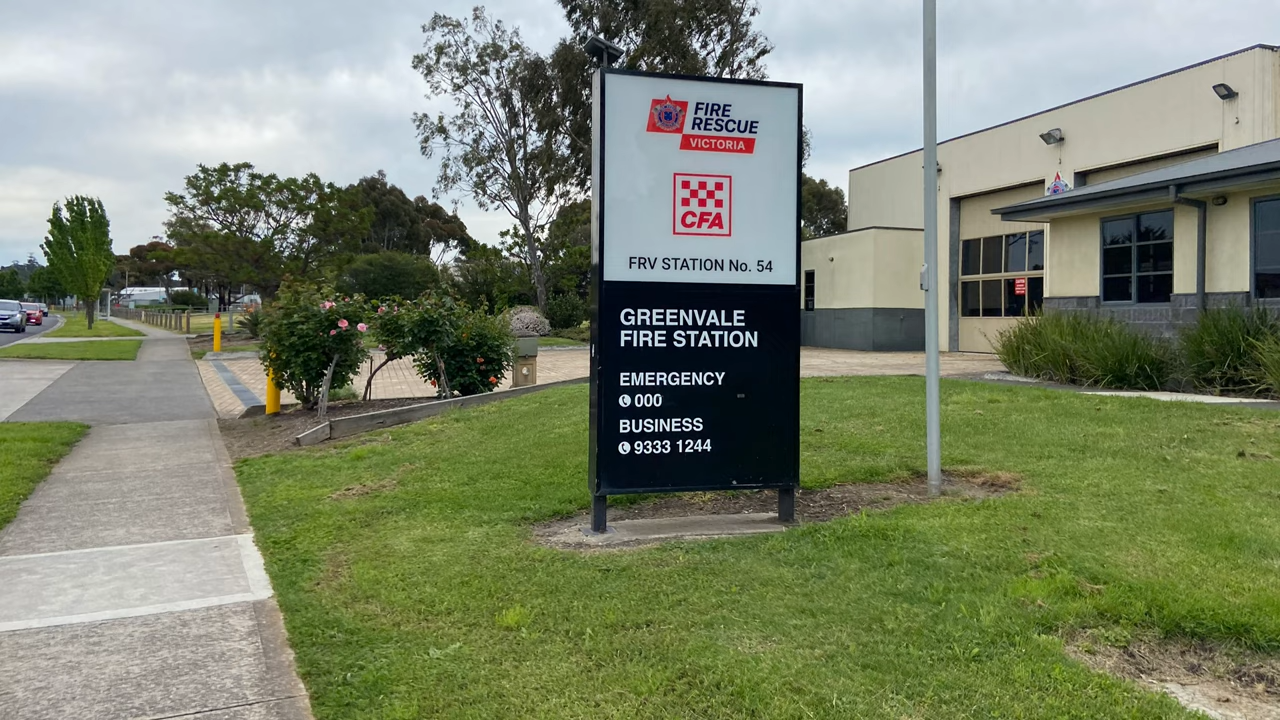 FIRE
RESCUE
VICTORIA
CFA
FRV STATION No. 54
GREENVALE
FIRE STATION
EMERGENCY
000
BUSINESS
9333 1244